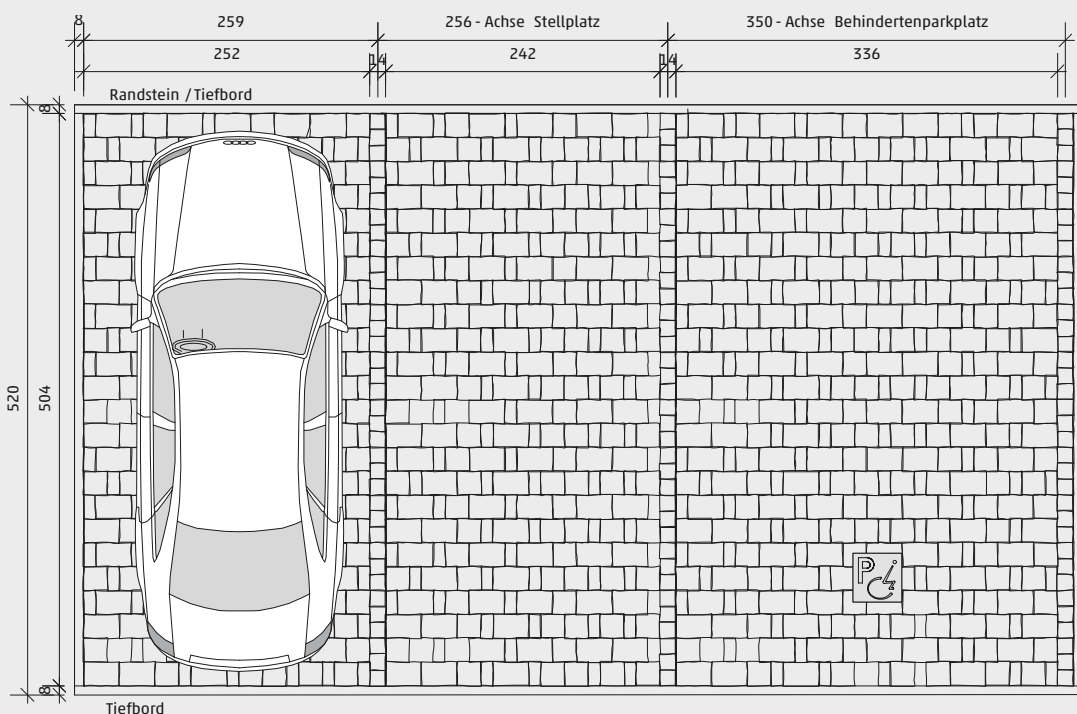 8 259 256 - Achse Stellplatz 350 - Achse Behindertenparkplatz
252 14 242 14 336
Randstein / Tiefbord
8
520 504
P
8
Tiefbord